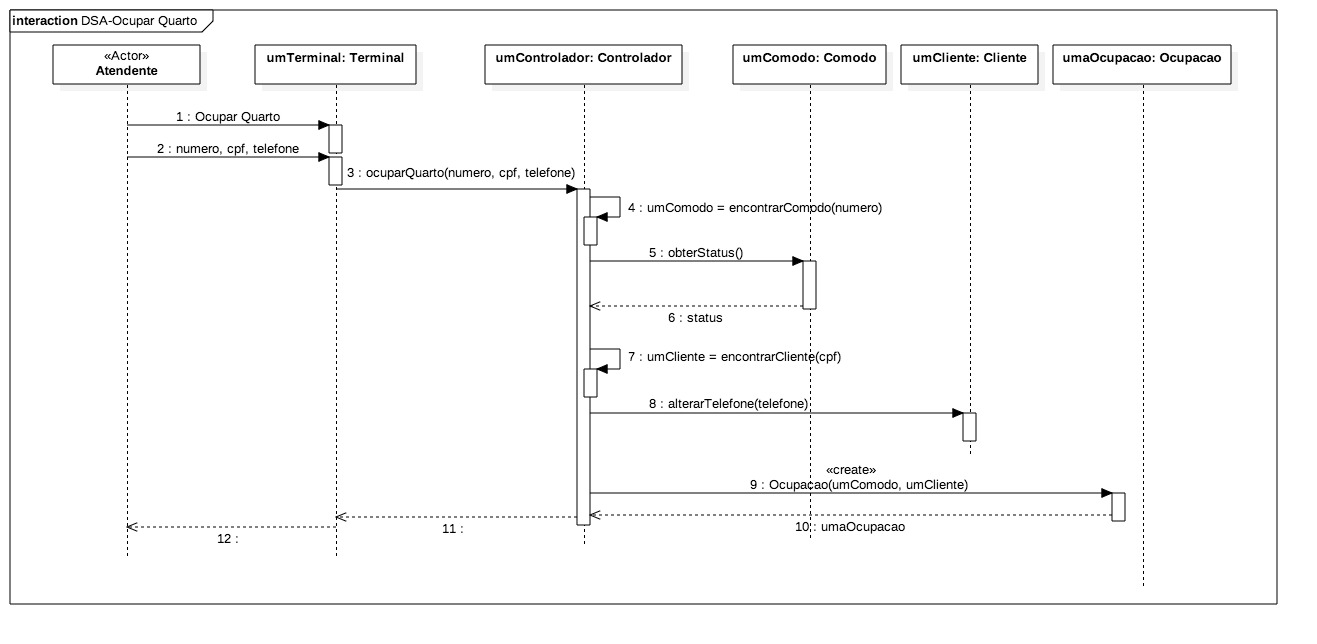 interaction DSA-Ocupar Quarto
«Actor»
Atendente
umTerminal: Terminal
umControlador: Controlador
umComodo: Comodo
umCliente: Cliente
umaOcupacao: Ocupacao
1 : Ocupar Quarto
2 : numero, cpf, telefone
3 : ocuparQuarto(numero, cpf, telefone)
4 : umComodo = encontrarComodo(numero)
5 : obterStatus()
6 : status
7 : umCliente = encontrarCliente(cpf)
8 : alterarTelefone(telefone)
«create»
9 : Ocupacao(umComodo, umCliente)
10 : umaOcupacao
11 :
12 :